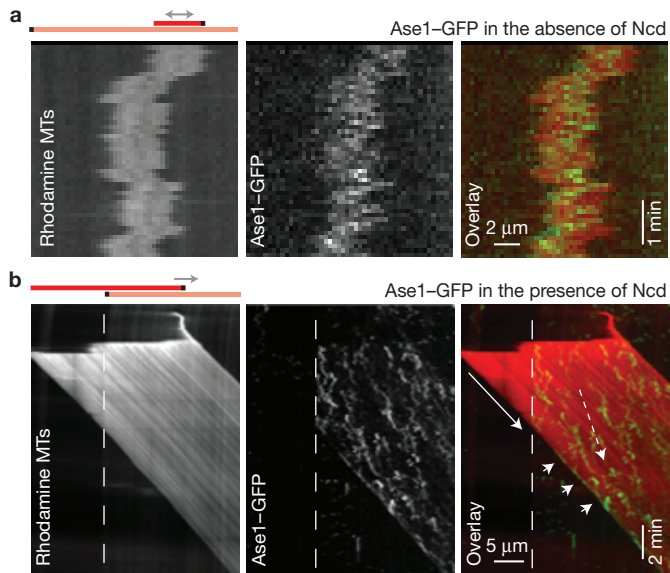 a
Ase1–GFP in the absence of Ncd
Rhodamine MTs
Ase1–GFP
Overlay
2 μm
1 min
b
Ase1–GFP in the presence of Ncd
Rhodamine MTs
Ase1–GFP
Overlay
5 μm
2 min